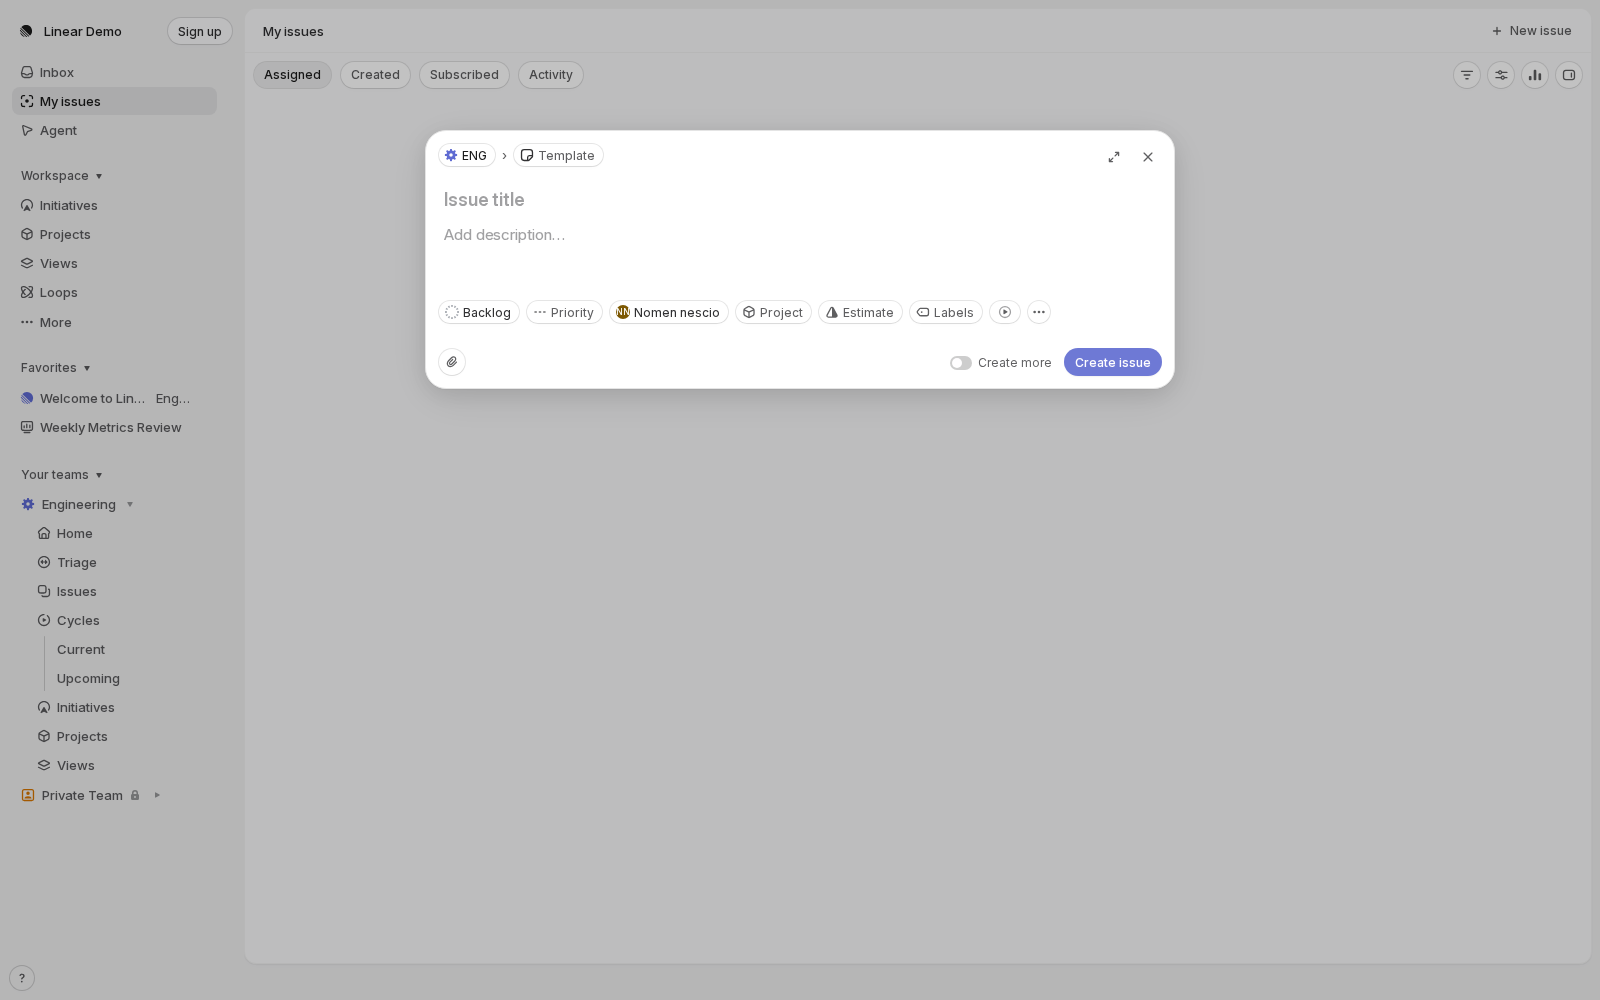 Linear Demo
Sign up
Inbox
My issues
Agent
Workspace
Initiatives
Projects
Views
Loops
More
Favorites
Welcome to Lin… Eng…
Weekly Metrics Review
Your teams
Engineering
Home
Triage
Issues
Cycles
Current
Upcoming
Initiatives
Projects
Views
Private Team
?
My issues
New issue
Assigned Created Subscribed Activity
ENG › Template
Issue title
Add description…
Backlog Priority NN Nomen nescio Project Estimate Labels
Create more Create issue